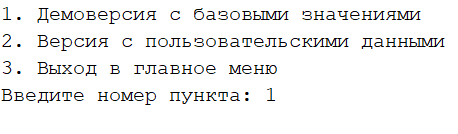 1. Демоверсия с базовыми значениями
2. Версия с пользовательскими данными
3. Выход в главное меню
Введите номер пункта: 1